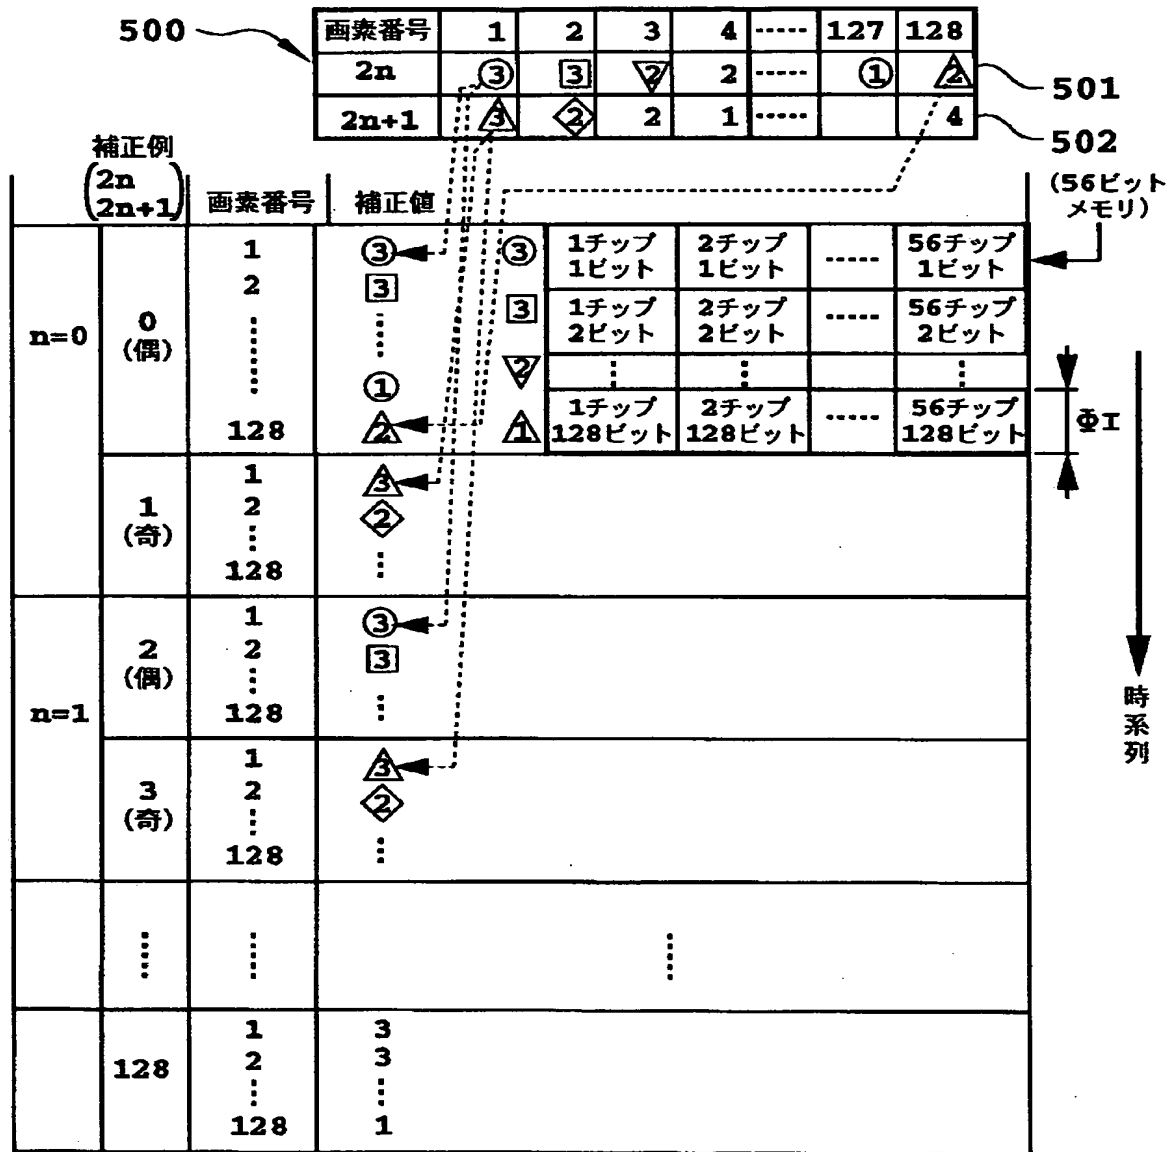 500
画素番号 1 2 3 4 ----- 127 128
2n 3 3 2 2 ----- 1 2
501
2n+1 3 2 2 1 ----- 4
502
補正例
(2n
2n+1)
画素番号 補正値
(56ビット
メモリ)
n=0
0
(偶)
1
2
128
3
3
1
2
3
3
2
1
1チップ
1ビット
2チップ
1ビット
-----
56チップ
1ビット
1チップ
2ビット
2チップ
2ビット
-----
56チップ
2ビット
1チップ
128ビット
2チップ
128ビット
-----
56チップ
128ビット
ΦI
1
(奇)
1
2
128
3
2
n=1
2
(偶)
1
2
128
3
3
3
(奇)
1
2
128
3
2
時系列
128
1
2
128
3
3
1